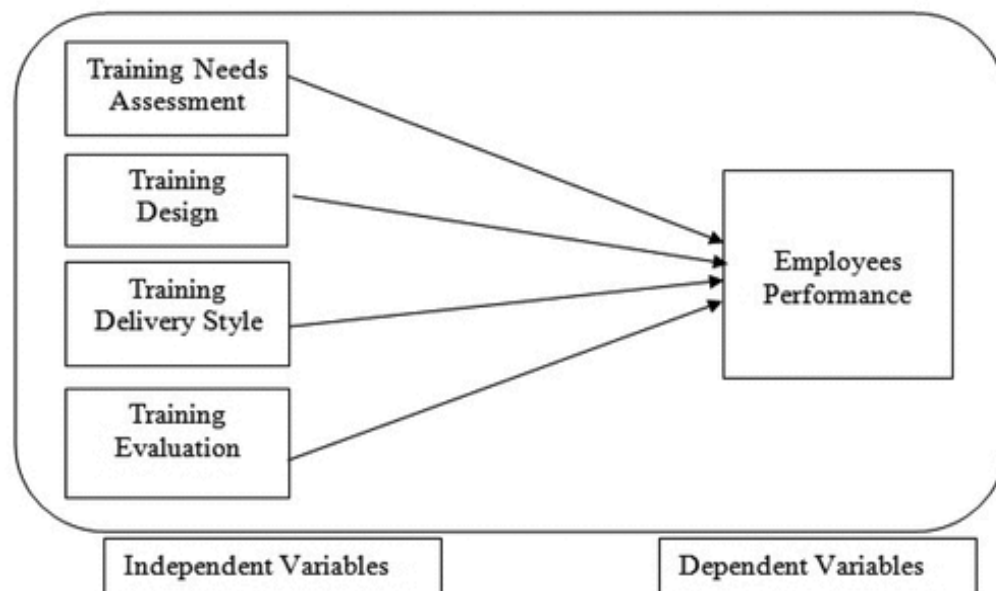 Training Needs
Assessment
Training
Design
Training
Delivery Style
Training
Evaluation
Employees
Performance
Independent Variables
Dependent Variables